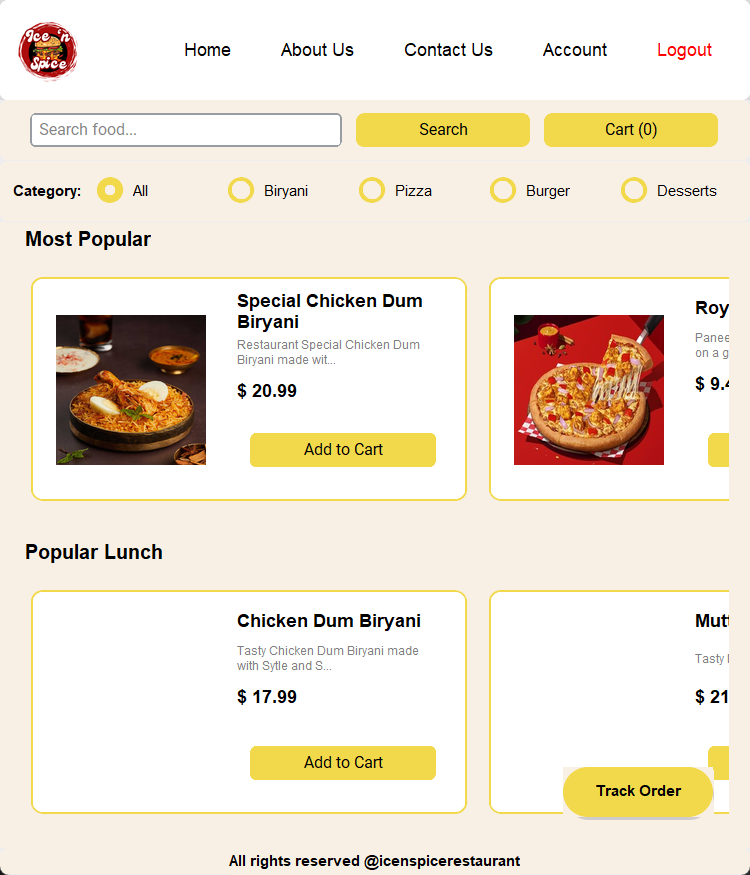 Ice 'n
Spice
Home About Us Contact Us Account Logout
Search food... Search Cart (0)
Category: All Biryani Pizza Burger Desserts
Most Popular
Special Chicken Dum
Biryani
Restaurant Special Chicken Dum
Biryani made wit...
$ 20.99
Add to Cart
Roy
Panee
on a g
$ 9.4
Popular Lunch
Chicken Dum Biryani
Tasty Chicken Dum Biryani made
with Sytle and S...
$ 17.99
Add to Cart
Mutt
Tasty
$ 21
Track Order
All rights reserved @icenspicerestaurant